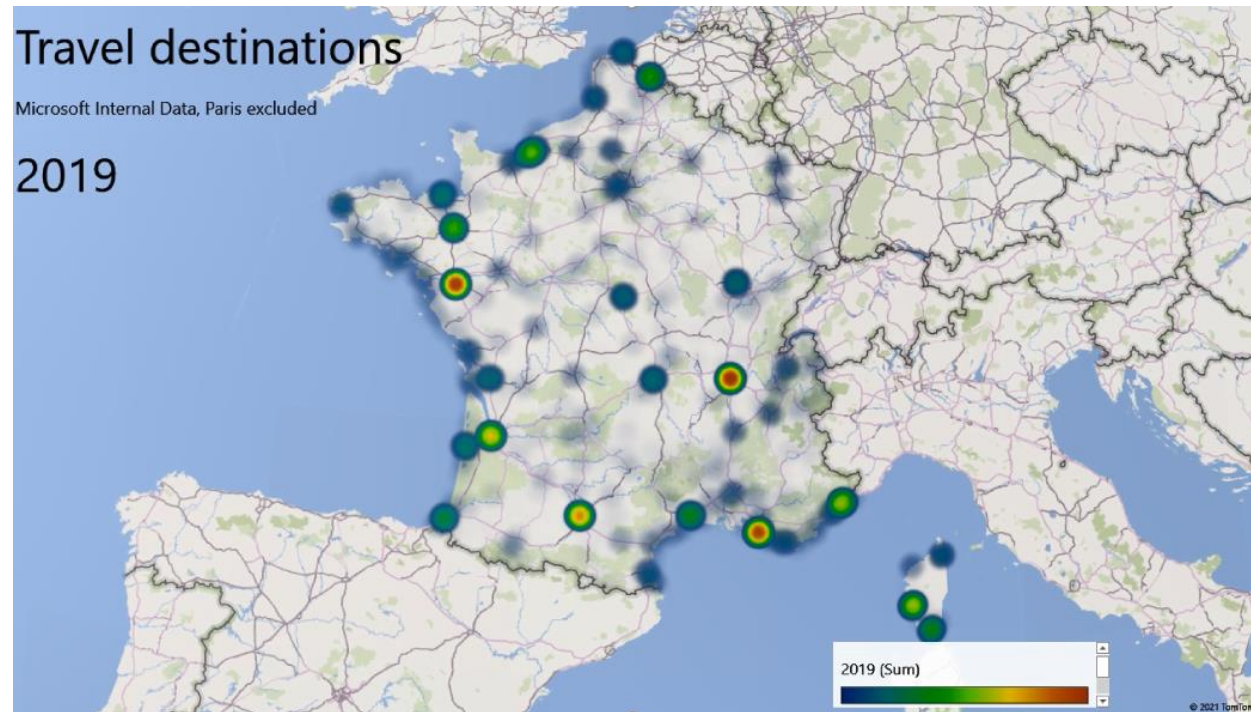 Travel destinations
Microsoft Internal Data, Paris excluded
2019
2019 (Sum)
© 2021 TomTom